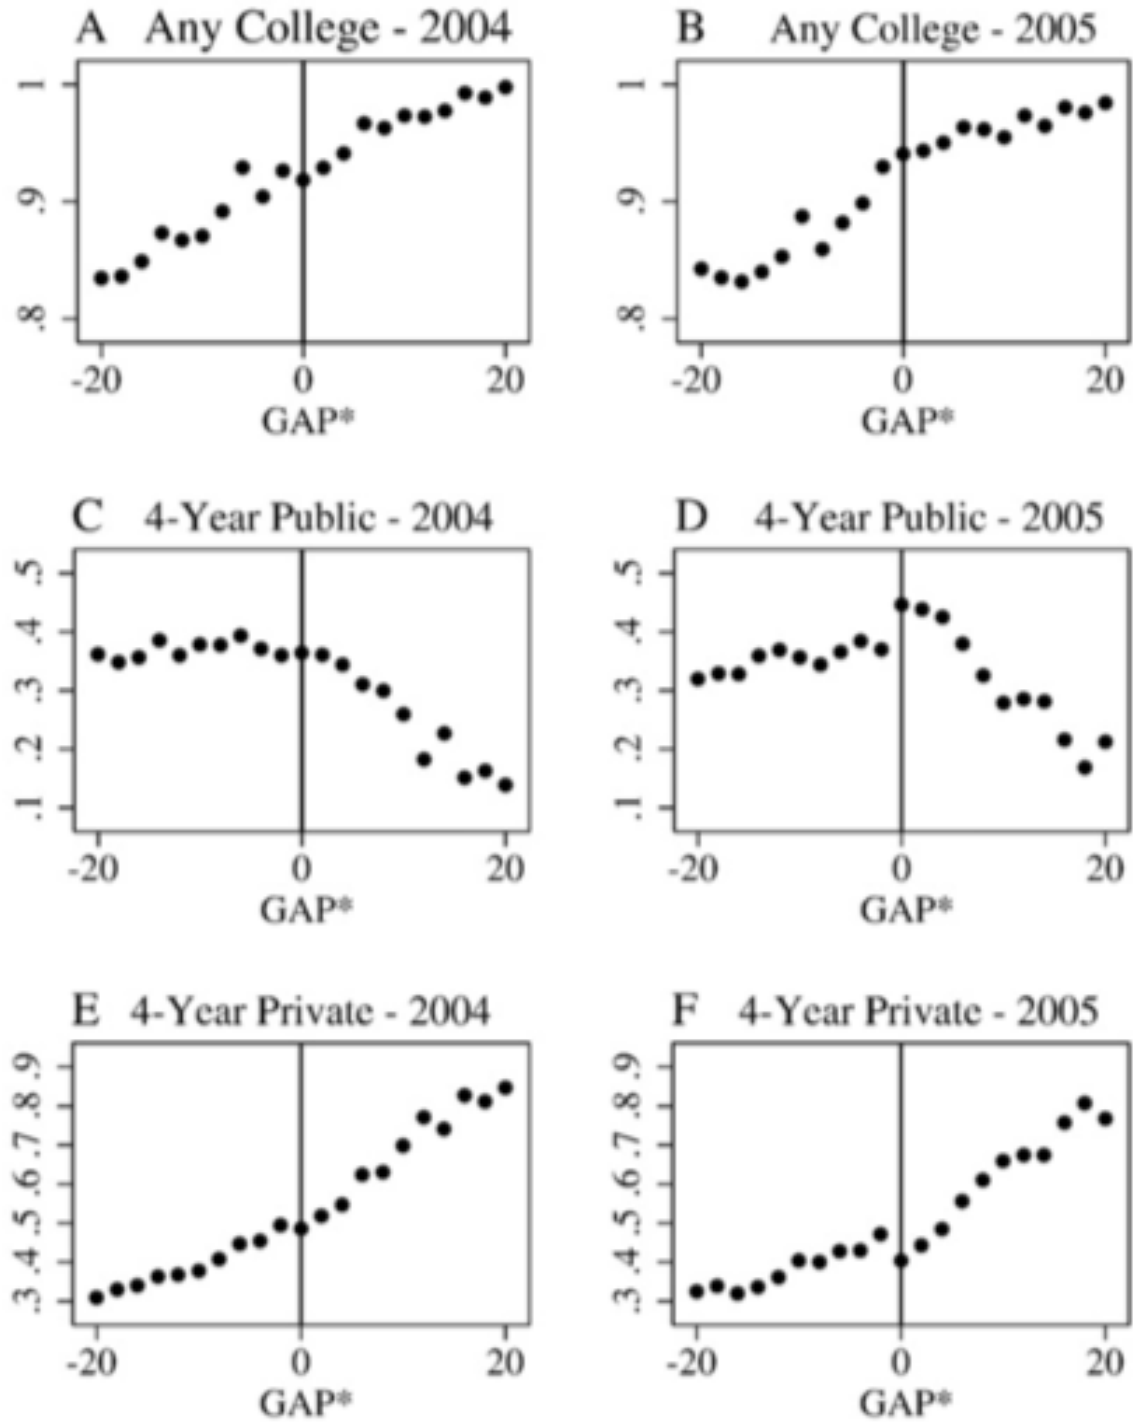 A Any College - 2004
1
.9
.8
-20 0 20
GAP*
B Any College - 2005
1
.9
.8
-20 0 20
GAP*
C 4-Year Public - 2004
.5
.4
.3
.2
.1
-20 0 20
GAP*
D 4-Year Public - 2005
.5
.4
.3
.2
.1
-20 0 20
GAP*
E 4-Year Private - 2004
.9
.8
.7
.6
.5
.4
.3
-20 0 20
GAP*
F 4-Year Private - 2005
.9
.8
.7
.6
.5
.4
.3
-20 0 20
GAP*